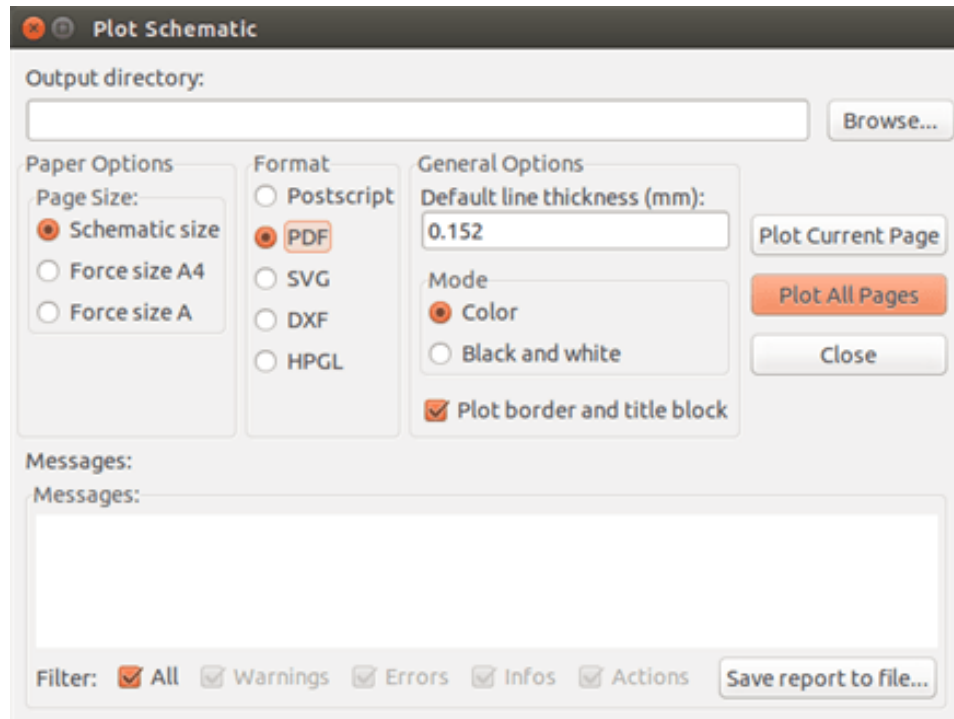 Plot Schematic
Output directory:
Browse...
Paper Options
Page Size:
Schematic size
Force size A4
Force size A
Format
Postscript
PDF
SVG
DXF
HPGL
General Options
Default line thickness (mm):
0.152
Mode
Color
Black and white
Plot border and title block
Plot Current Page
Plot All Pages
Close
Messages:
Messages:
Filter: All Warnings Errors Infos Actions Save report to file...